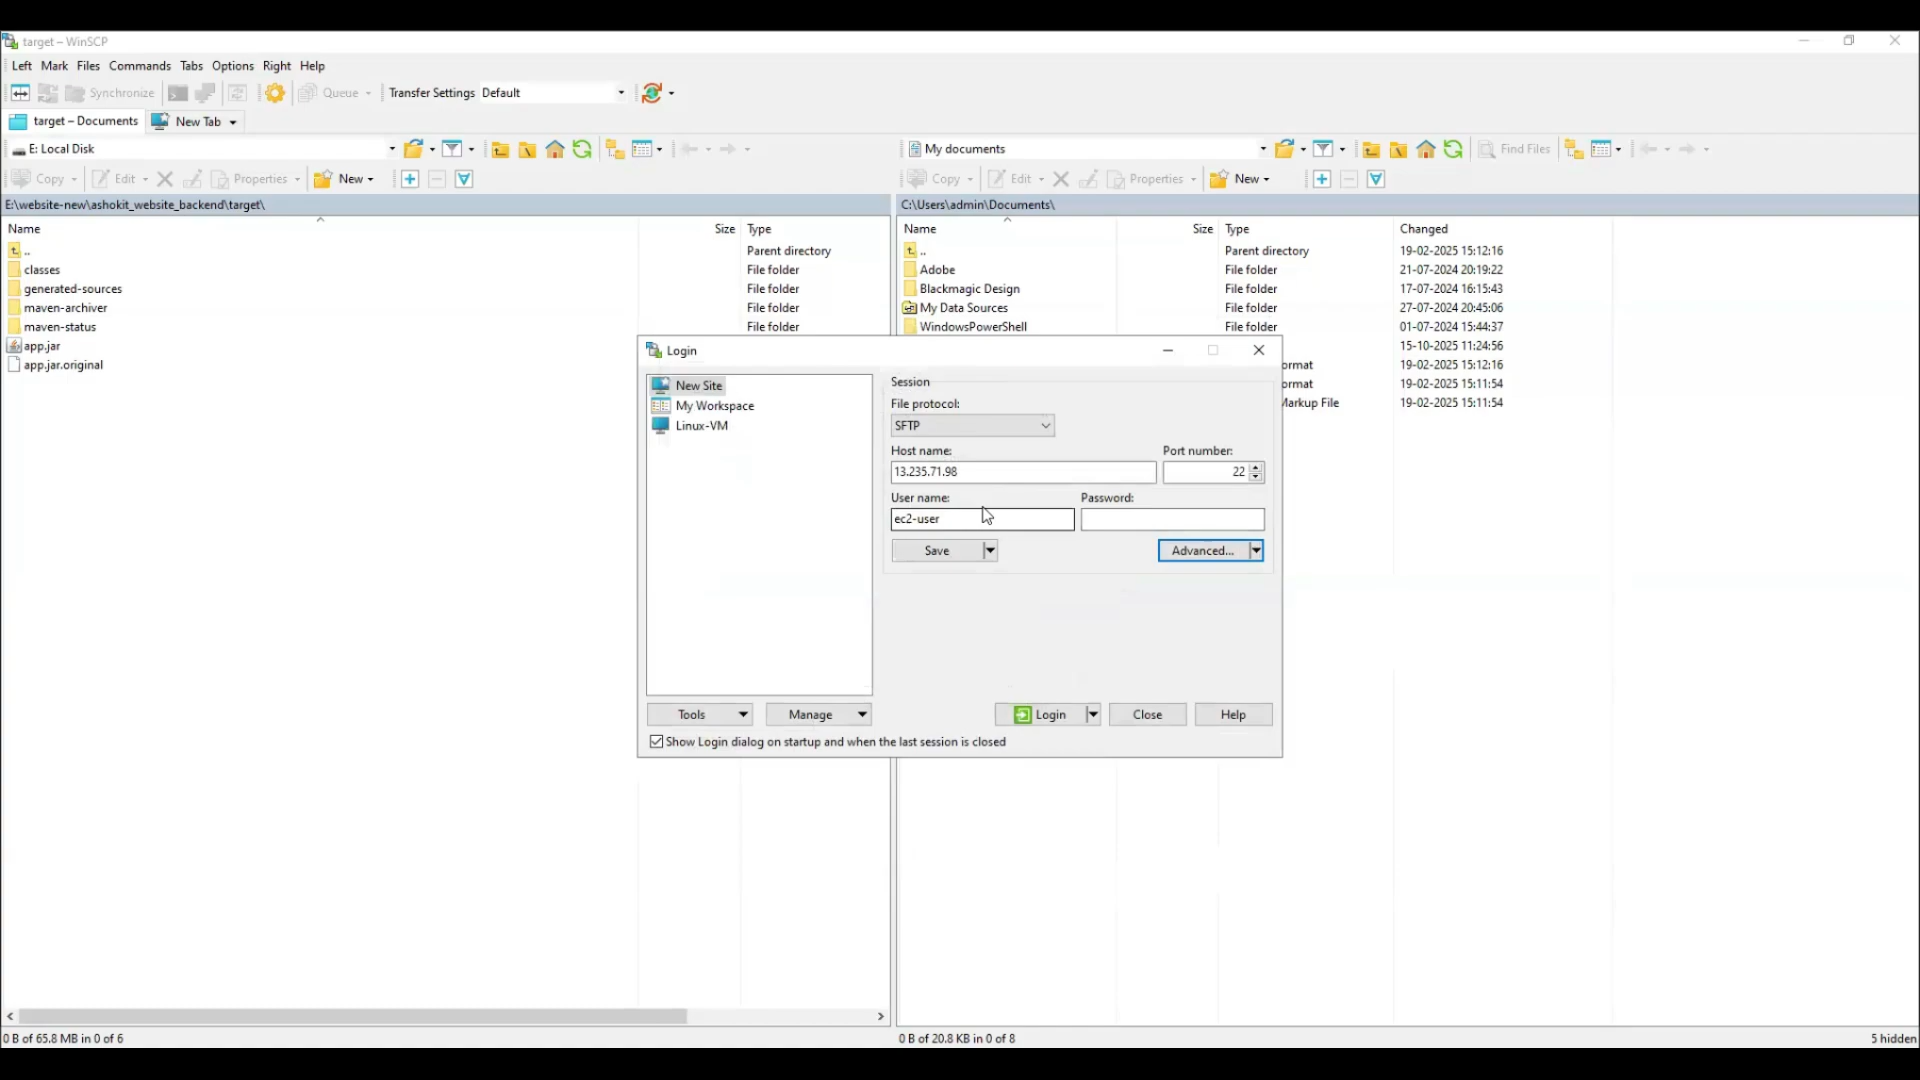 target – WinSCP
Left Mark Files Commands Tabs Options Right Help
Synchronize Queue Transfer Settings Default
target – Documents New Tab
E: Local Disk
My documents Find Files
Copy Edit Properties New
Copy Edit Properties New
E:\website-new\ashokit_website_backend\target\
Name Size Type
.. Parent directory
classes File folder
generated-sources File folder
maven-archiver File folder
maven-status File folder
app.jar
app.jar.original
C:\Users\admin\Documents\
Name Size Type Changed
.. Parent directory 19-02-2025 15:12:16
Adobe File folder 21-07-2024 20:19:22
Blackmagic Design File folder 17-07-2024 16:15:43
My Data Sources File folder 27-07-2024 20:45:06
WindowsPowerShell File folder 01-07-2024 15:44:37
15-10-2025 11:24:56
ormat 19-02-2025 15:12:16
ormat 19-02-2025 15:11:54
Markup File 19-02-2025 15:11:54
Login
New Site
My Workspace
Linux-VM
Session
File protocol:
SFTP
Host name: Port number:
13.235.71.98 22
User name: Password:
ec2-user
Save Advanced...
Tools Manage Login Close Help
Show Login dialog on startup and when the last session is closed
0 B of 65.8 MB in 0 of 6
0 B of 20.8 KB in 0 of 8
5 hidden